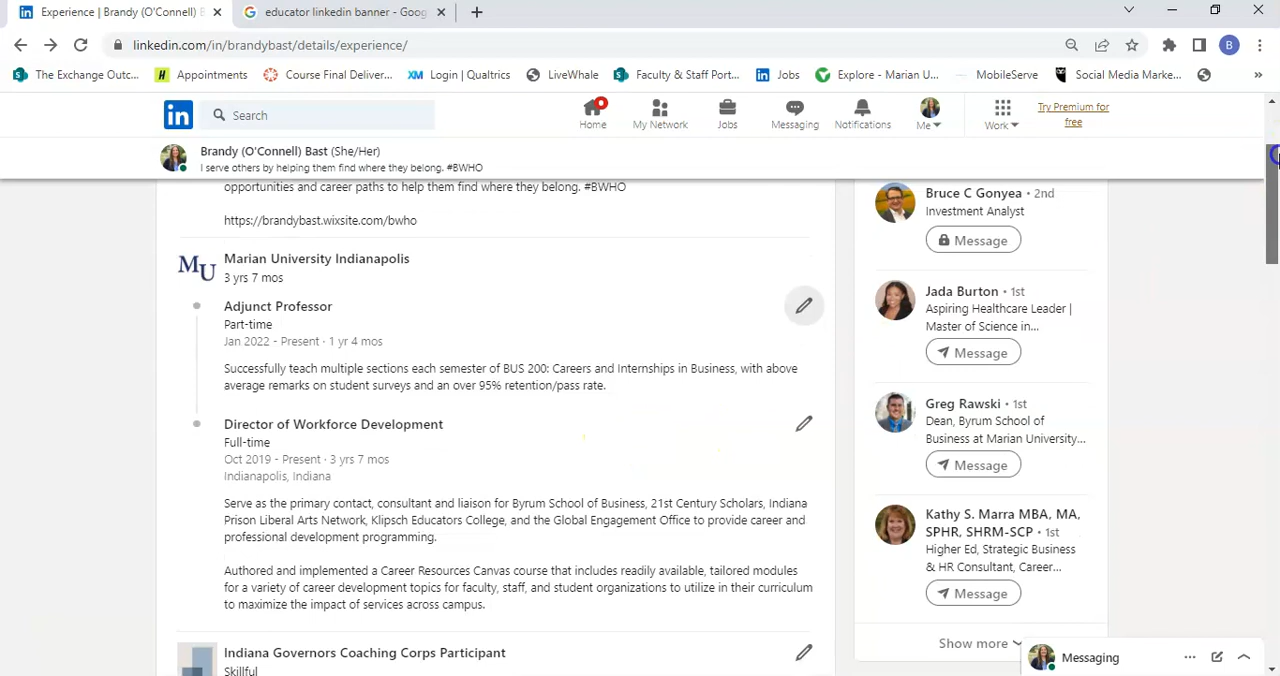 Experience | Brandy (O'Connell)
educator linkedin banner - Goog
linkedin.com/in/brandybast/details/experience/
B
The Exchange Outc...
Appointments
Course Final Deliver...
XM Login | Qualtrics
LiveWhale
Faculty & Staff Port...
Jobs
Explore - Marian U...
MobileServe
Social Media Marke...
»
in
Search
Home
My Network
Jobs
Messaging
Notifications
Me
Work
Try Premium for
free
Brandy (O'Connell) Bast (She/Her)
I serve others by helping them find where they belong. #BWHO
opportunities and career paths to help them find where they belong. #BWHO
https://brandybast.wixsite.com/bwho
MU
Marian University Indianapolis
3 yrs 7 mos
Adjunct Professor
Part-time
Jan 2022 - Present · 1 yr 4 mos
Successfully teach multiple sections each semester of BUS 200: Careers and Internships in Business, with above
average remarks on student surveys and an over 95% retention/pass rate.
Director of Workforce Development
Full-time
Oct 2019 - Present · 3 yrs 7 mos
Indianapolis, Indiana
Serve as the primary contact, consultant and liaison for Byrum School of Business, 21st Century Scholars, Indiana
Prison Liberal Arts Network, Klipsch Educators College, and the Global Engagement Office to provide career and
professional development programming.
Authored and implemented a Career Resources Canvas course that includes readily available, tailored modules
for a variety of career development topics for faculty, staff, and student organizations to utilize in their curriculum
to maximize the impact of services across campus.
Indiana Governors Coaching Corps Participant
Skillful
Bruce C Gonyea • 2nd
Investment Analyst
Message
Jada Burton • 1st
Aspiring Healthcare Leader |
Master of Science in...
Message
Greg Rawski • 1st
Dean, Byrum School of
Business at Marian University...
Message
Kathy S. Marra MBA, MA,
SPHR, SHRM-SCP • 1st
Higher Ed, Strategic Business
& HR Consultant, Career...
Message
Show more
Messaging